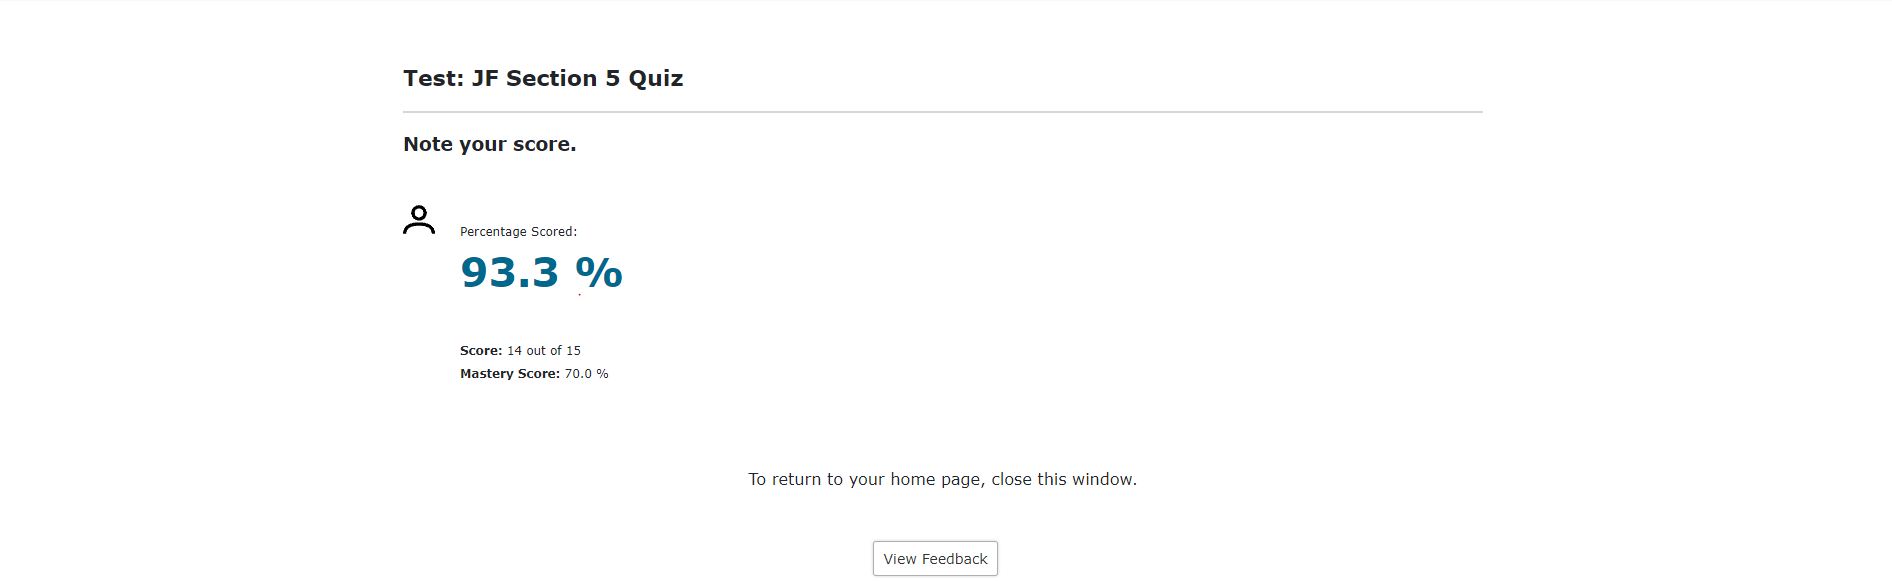 Test: JF Section 5 Quiz
Note your score.
Percentage Scored:
93.3 %
Score: 14 out of 15
Mastery Score: 70.0 %
To return to your home page, close this window.
View Feedback